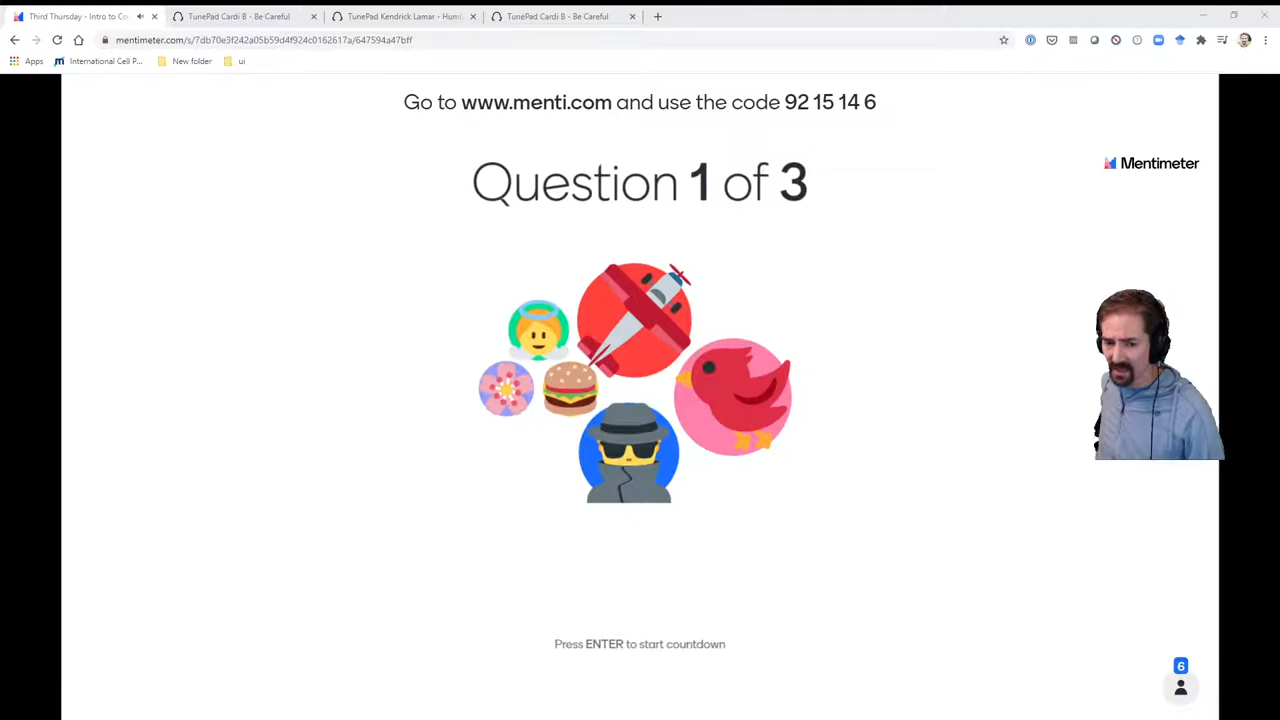 Third Thursday - Intro to Co
TunePad Cardi B - Be Careful
TunePad Kendrick Lamar - Humb
TunePad Cardi B - Be Careful
mentimeter.com/s/7db70e3f242a05b59d4f924c0162617a/647594a47bff
Apps
International Cell P...
New folder
ui
Go to www.menti.com and use the code 92 15 14 6
Mentimeter
Question 1 of 3
Press ENTER to start countdown
6